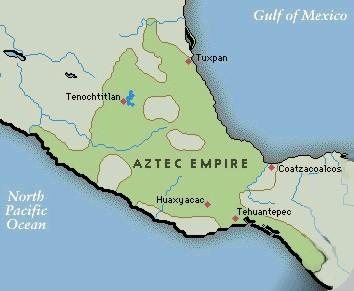 Gulf of Mexico
Tuxpan
Tenochtitlan
AZTEC EMPIRE
Coatzacoalcos
North
Pacific
Ocean
Huaxyacac
Tehuantepec